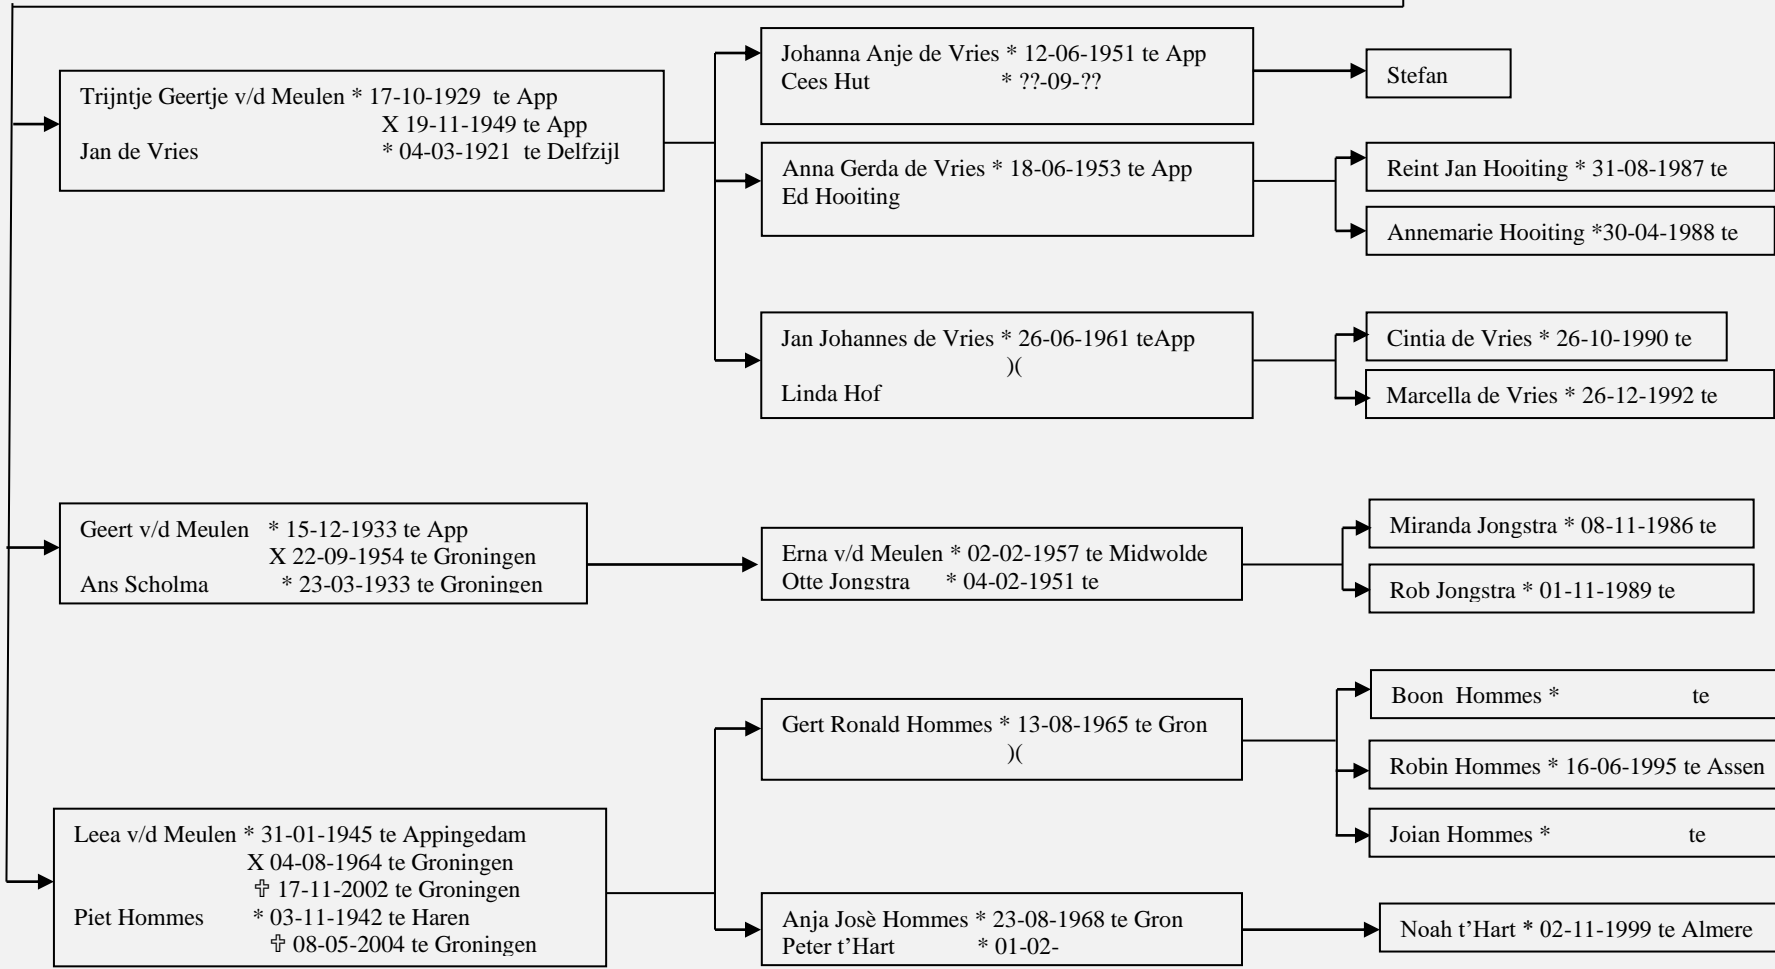 Trijntje Geertje v/d Meulen * 17-10-1929 te App
X 19-11-1949 te App
Jan de Vries * 04-03-1921 te Delfzijl
Johanna Anje de Vries * 12-06-1951 te App
Cees Hut * ??-09-??
Stefan
Anna Gerda de Vries * 18-06-1953 te App
Ed Hooiting
Reint Jan Hooiting * 31-08-1987 te
Annemarie Hooiting *30-04-1988 te
Jan Johannes de Vries * 26-06-1961 teApp
)(
Linda Hof
Cintia de Vries * 26-10-1990 te
Marcella de Vries * 26-12-1992 te
Geert v/d Meulen * 15-12-1933 te App
X 22-09-1954 te Groningen
Ans Scholma * 23-03-1933 te Groningen
Erna v/d Meulen * 02-02-1957 te Midwolde
Otte Jongstra * 04-02-1951 te
Miranda Jongstra * 08-11-1986 te
Rob Jongstra * 01-11-1989 te
Leea v/d Meulen * 31-01-1945 te Appingedam
X 04-08-1964 te Groningen
✞ 17-11-2002 te Groningen
Piet Hommes * 03-11-1942 te Haren
✞ 08-05-2004 te Groningen
Gert Ronald Hommes * 13-08-1965 te Gron
)(
Boon Hommes * te
Robin Hommes * 16-06-1995 te Assen
Joian Hommes * te
Anja Josè Hommes * 23-08-1968 te Gron
Peter t’Hart * 01-02-
Noah t’Hart * 02-11-1999 te Almere